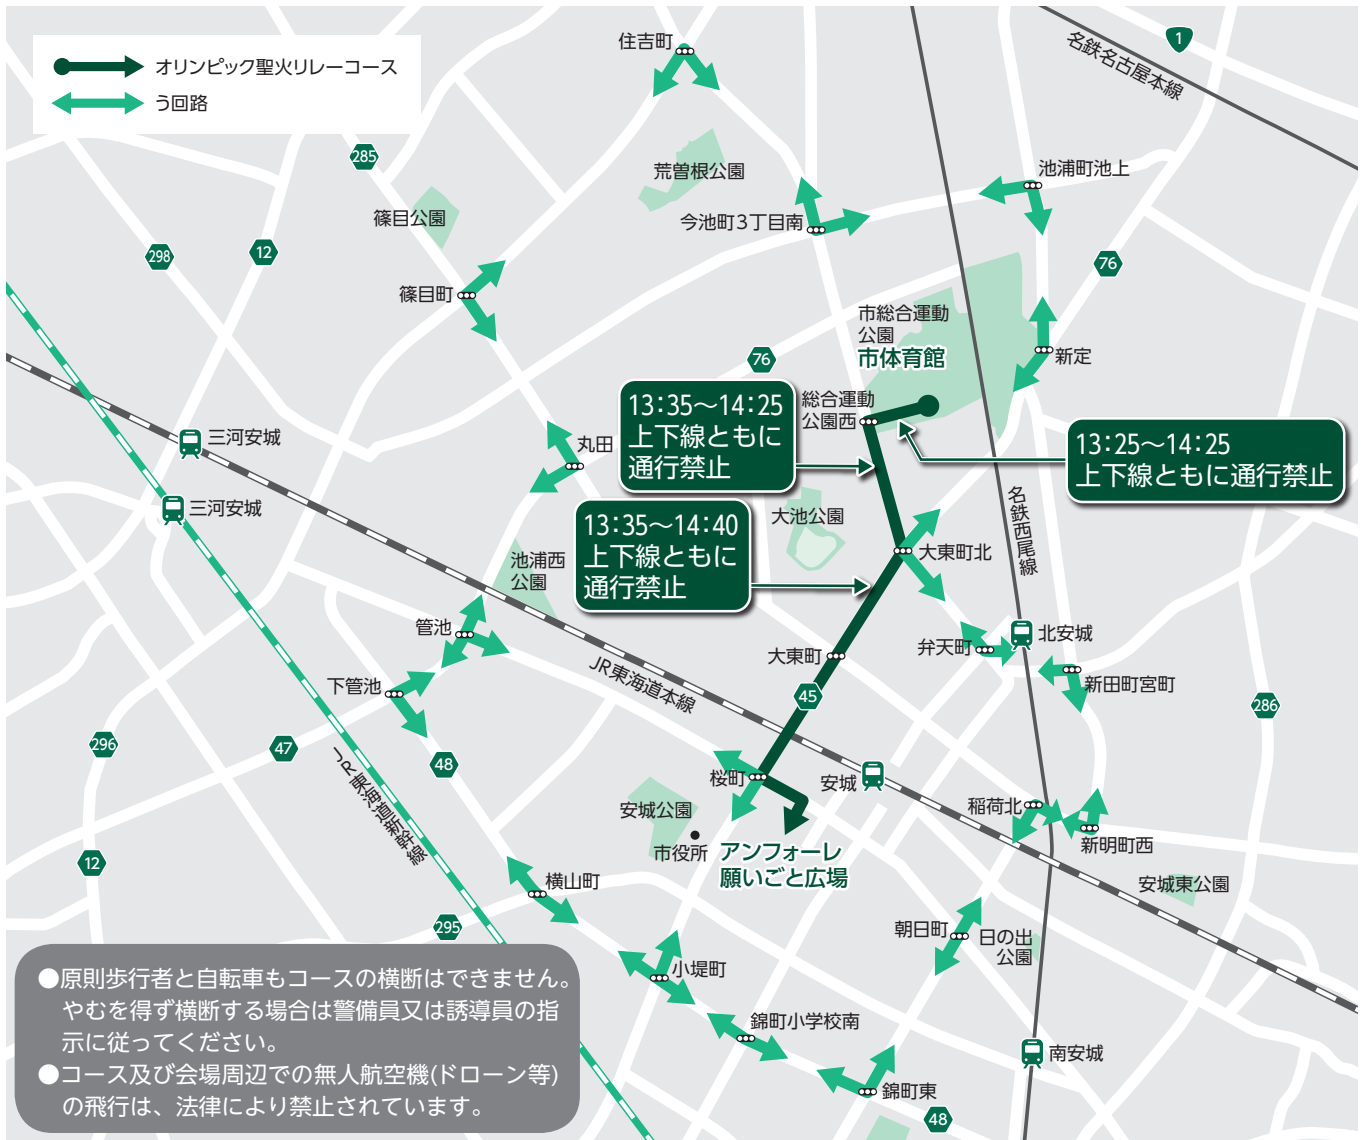 オリンピック聖火リレーコース
う回路
住吉町
1
名鉄名古屋本線
285
荒曽根公園
池浦町池上
篠目公園
今池町3丁目南
298
12
76
篠目町
市総合運動
公園
市体育館
新定
76
13:35～14:25
上下線ともに
通行禁止
総合運動
公園西
13:25～14:25
上下線ともに通行禁止
三河安城
丸田
三河安城
大池公園
名鉄西尾線
13:35～14:40
上下線ともに
通行禁止
大東町北
池浦西
公園
管池
北安城
弁天町
大東町
JR東海道本線
下管池
新田町宮町
45
286
296
47
48
JR東海道新幹線
桜町
安城
安城公園
稲荷北
市役所
新明町西
アンフォーレ
願いごと広場
12
横山町
安城東公園
295
朝日町
日の出
公園
小堤町
錦町小学校南
南安城
錦町東
48
●原則歩行者と自転車もコースの横断はできません。
やむを得ず横断する場合は警備員又は誘導員の指
示に従ってください。
●コース及び会場周辺での無人航空機(ドローン等)
の飛行は、法律により禁止されています。